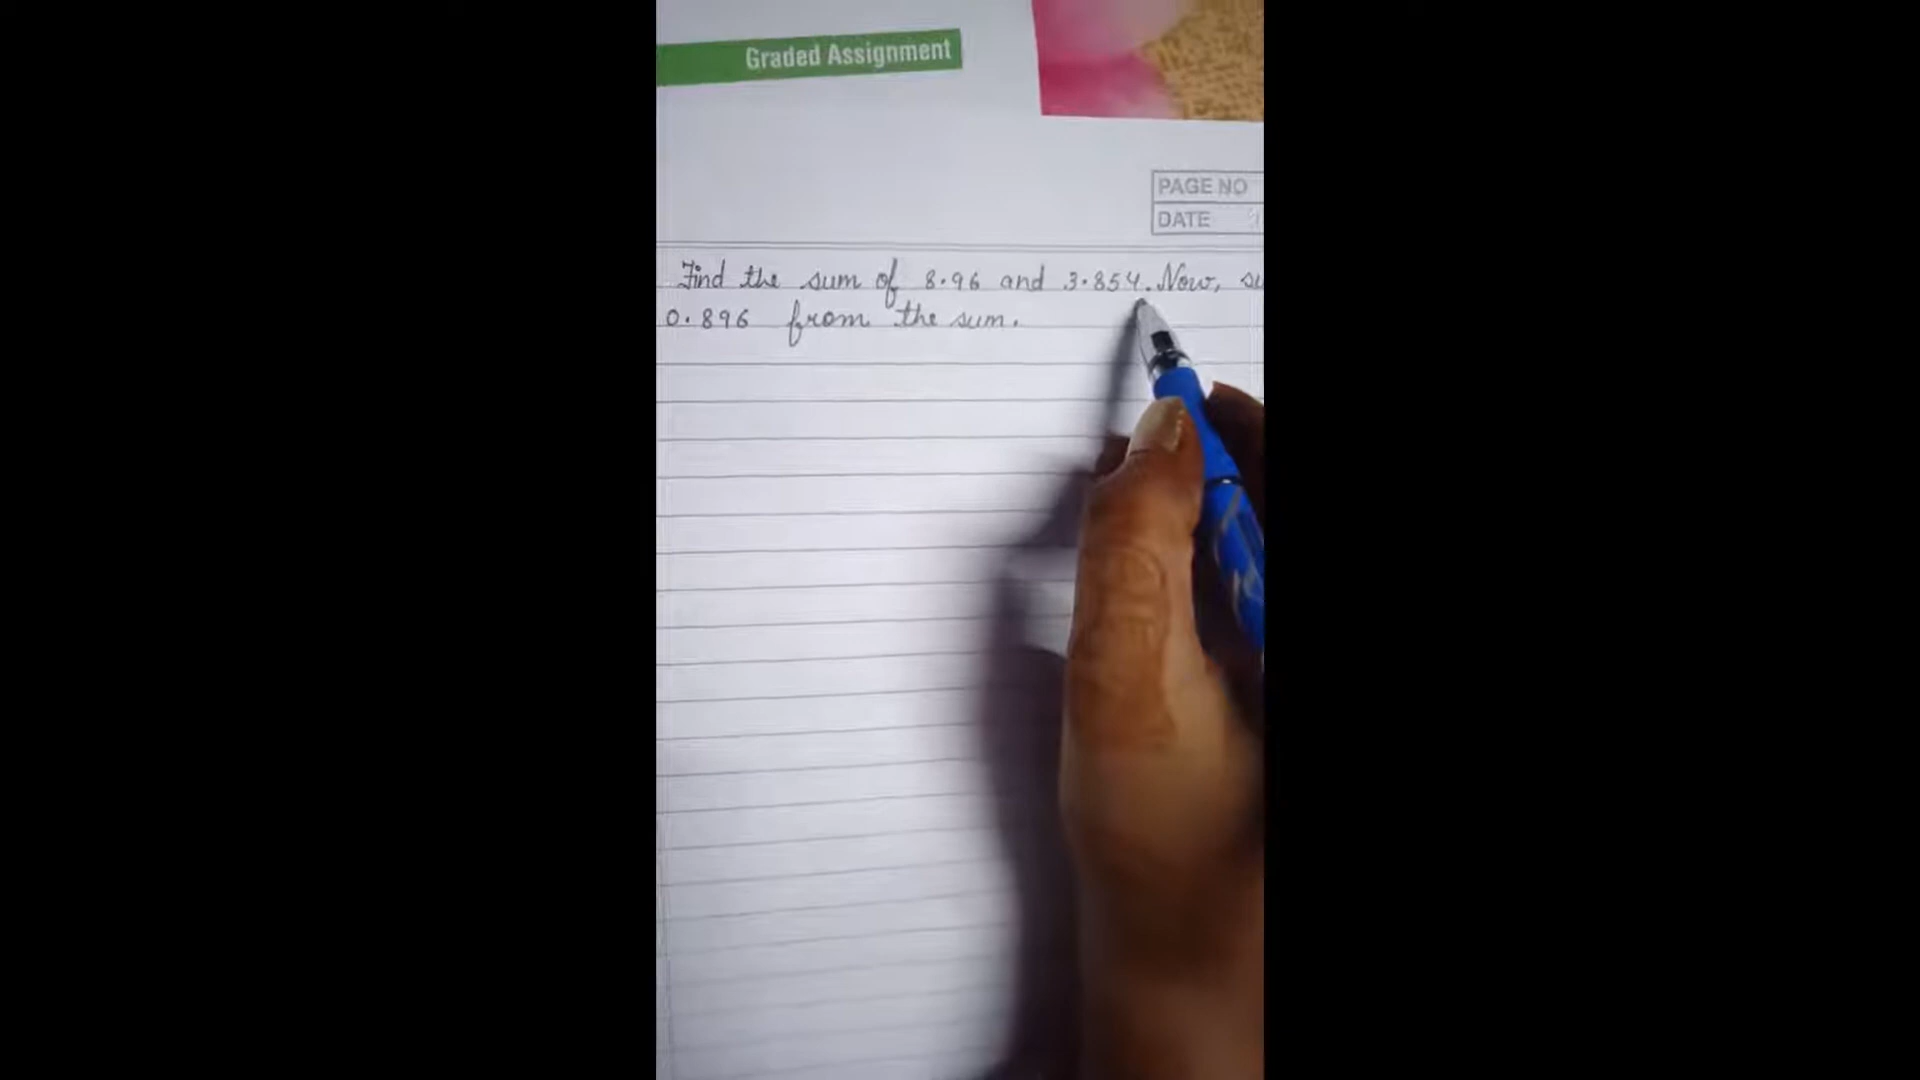 Graded Assignment
PAGE NO
DATE
Find the sum of 8.96 and 3.854. Now, su
0.896 from the sum.